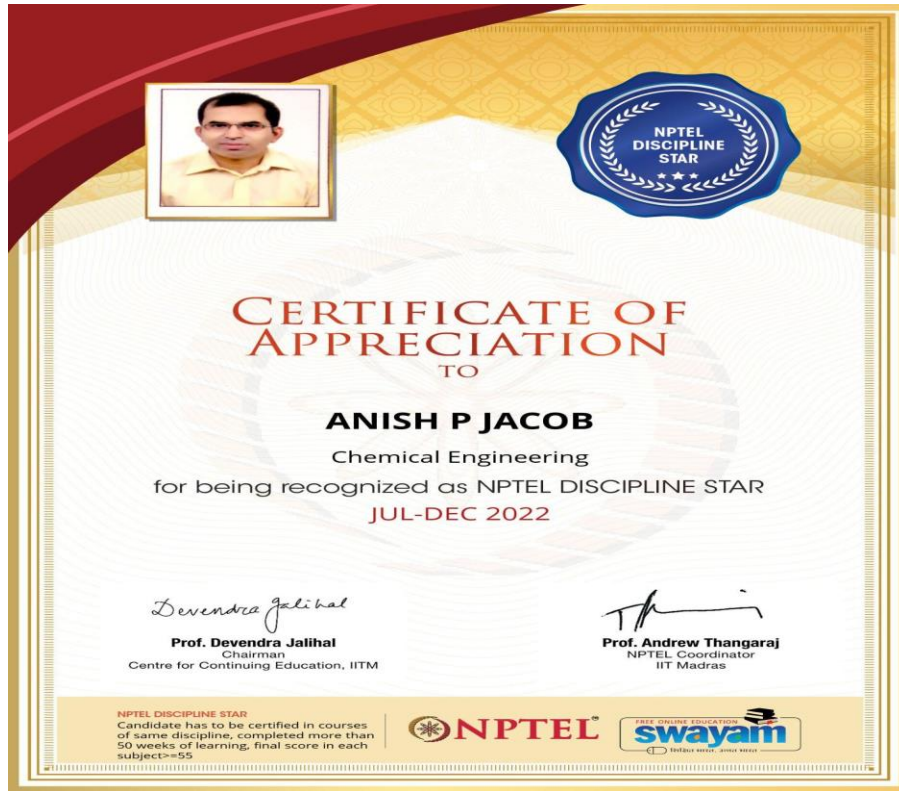 NPTEL
DISCIPLINE
STAR
CERTIFICATE OF
APPRECIATION
TO
ANISH P JACOB
Chemical Engineering
for being recognized as NPTEL DISCIPLINE STAR
JUL-DEC 2022
Devendra Jalihal
Prof. Devendra Jalihal
Chairman
Centre for Continuing Education, IITM
Prof. Andrew Thangaraj
NPTEL Coordinator
IIT Madras
NPTEL DISCIPLINE STAR
Candidate has to be certified in courses
of same discipline, completed more than
50 weeks of learning, final score in each
subject>=55
NPTEL®
FREE ONLINE EDUCATION
swayam